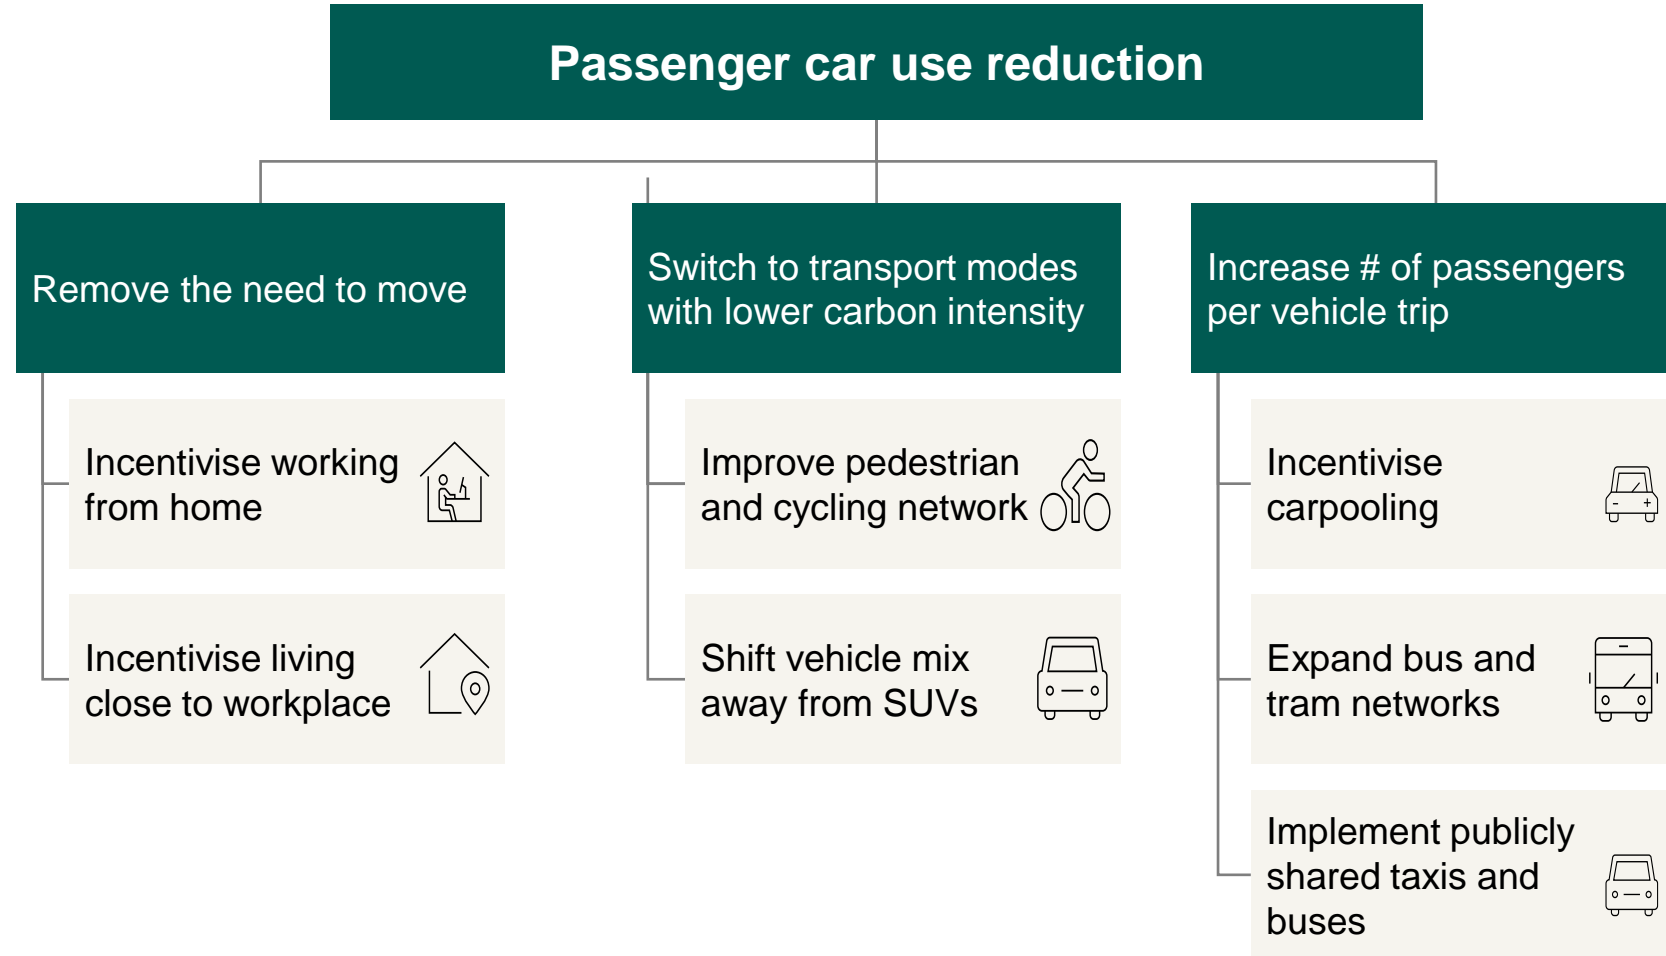 Passenger car use reduction
Remove the need to move
Incentivise working
from home
Incentivise living
close to workplace
Switch to transport modes
with lower carbon intensity
Improve pedestrian
and cycling network
Shift vehicle mix
away from SUVs
Increase # of passengers
per vehicle trip
Incentivise
carpooling
Expand bus and
tram networks
Implement publicly
shared taxis and
buses